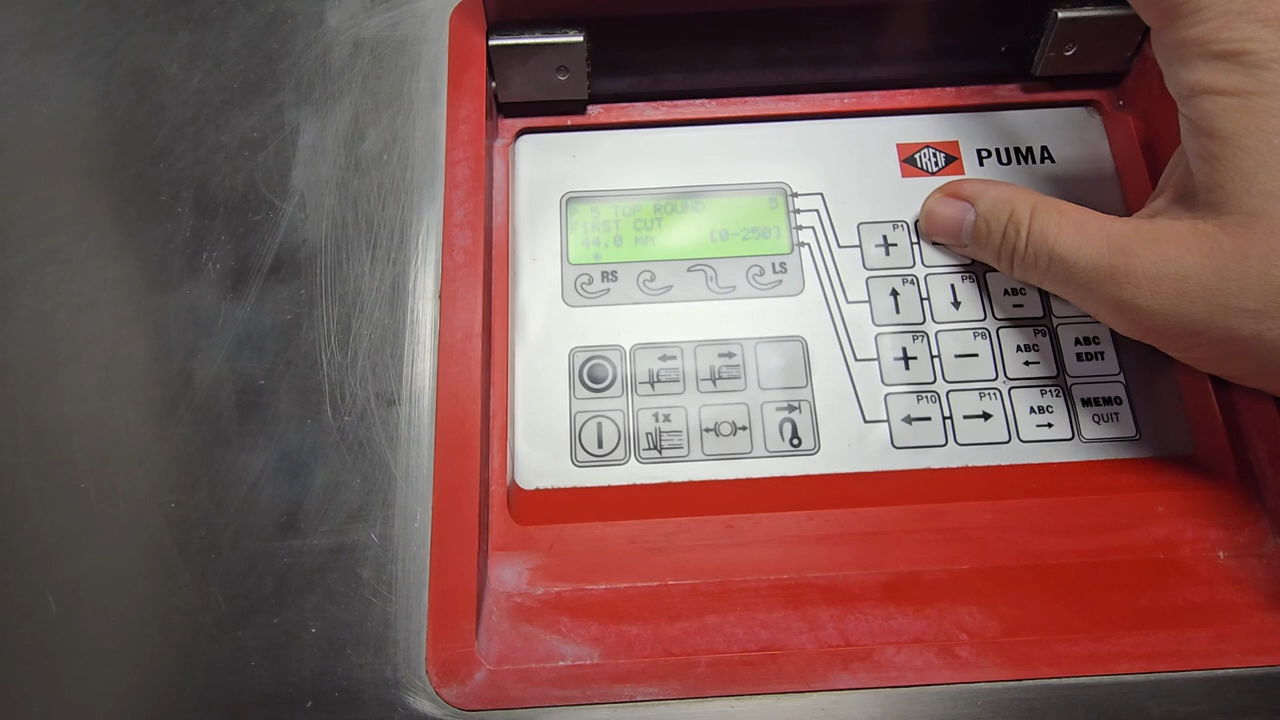 TREIF PUMA
P 5 TOP ROUND 5
FIRST CUT
44.0 mm [0-250]
*
RS LS
P1
P4 P5 ABC
P7 P8 P9 ABC
ABC EDIT
P10 P11 P12 ABC
MEMO QUIT
1x